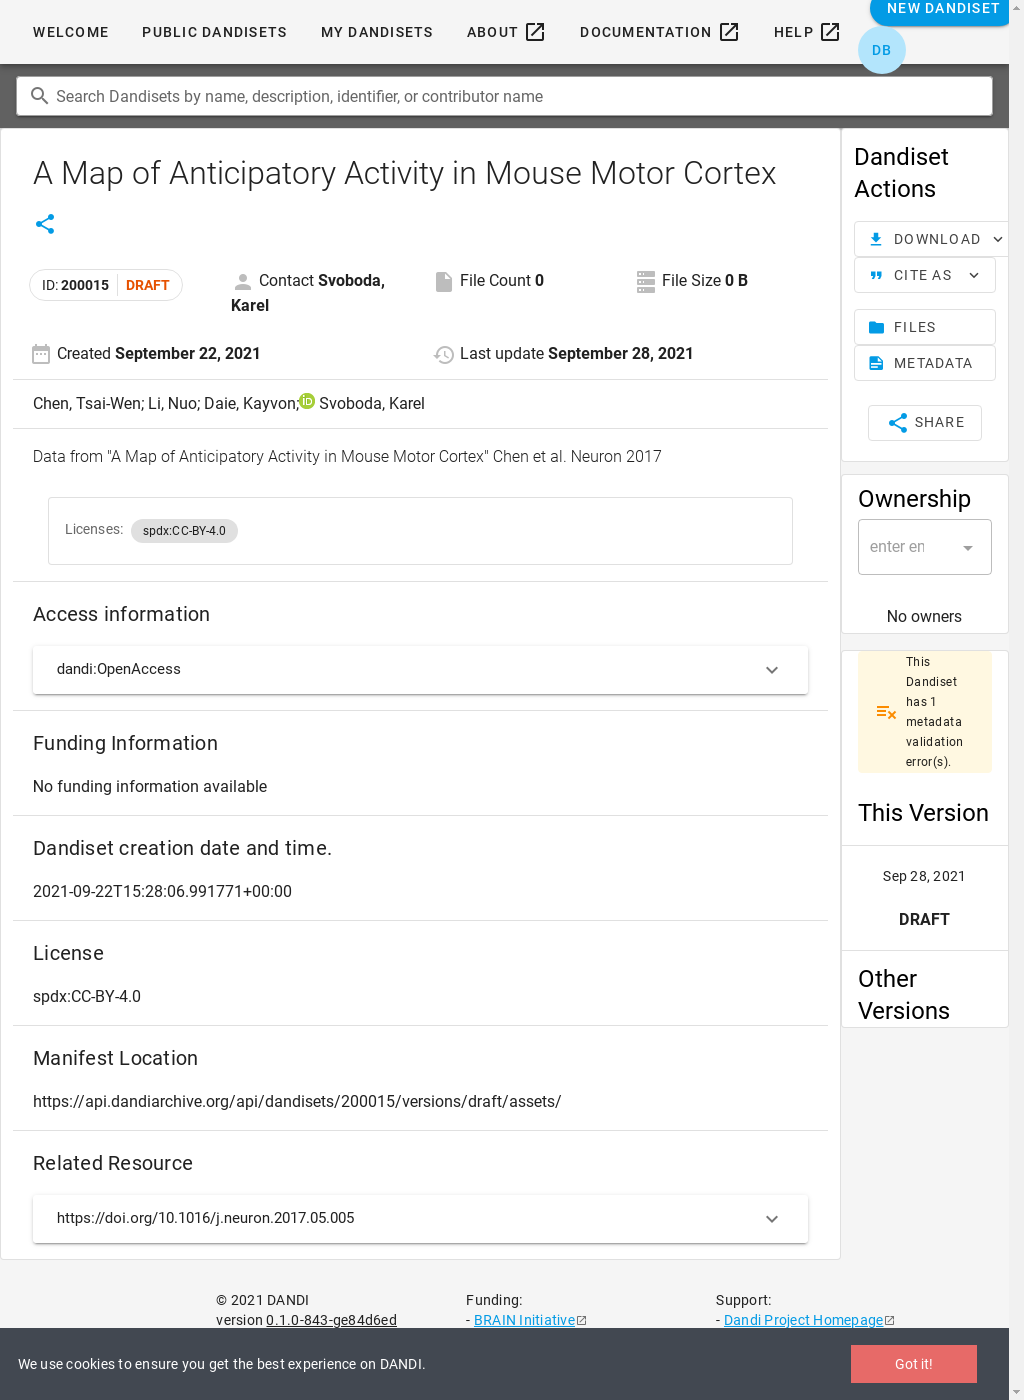 WELCOME PUBLIC DANDISETS MY DANDISETS ABOUT DOCUMENTATION HELP NEW DANDISET
DB
Search Dandisets by name, description, identifier, or contributor name
A Map of Anticipatory Activity in Mouse Motor Cortex
ID: 200015 DRAFT
Contact Svoboda,
Karel
File Count 0
File Size 0 B
Created September 22, 2021
Last update September 28, 2021
Chen, Tsai-Wen; Li, Nuo; Daie, Kayvon; iD Svoboda, Karel
Data from "A Map of Anticipatory Activity in Mouse Motor Cortex" Chen et al. Neuron 2017
Licenses: spdx:CC-BY-4.0
Access information
dandi:OpenAccess
Funding Information
No funding information available
Dandiset creation date and time.
2021-09-22T15:28:06.991771+00:00
License
spdx:CC-BY-4.0
Manifest Location
https://api.dandiarchive.org/api/dandisets/200015/versions/draft/assets/
Related Resource
https://doi.org/10.1016/j.neuron.2017.05.005
Dandiset
Actions
DOWNLOAD
CITE AS
FILES
METADATA
SHARE
Ownership
enter en
No owners
This
Dandiset
has 1
metadata
validation
error(s).
This Version
Sep 28, 2021
DRAFT
Other
Versions
© 2021 DANDI
version 0.1.0-843-ge84d6ed
Funding:
- BRAIN Initiative
Support:
- Dandi Project Homepage
We use cookies to ensure you get the best experience on DANDI.
Got it!